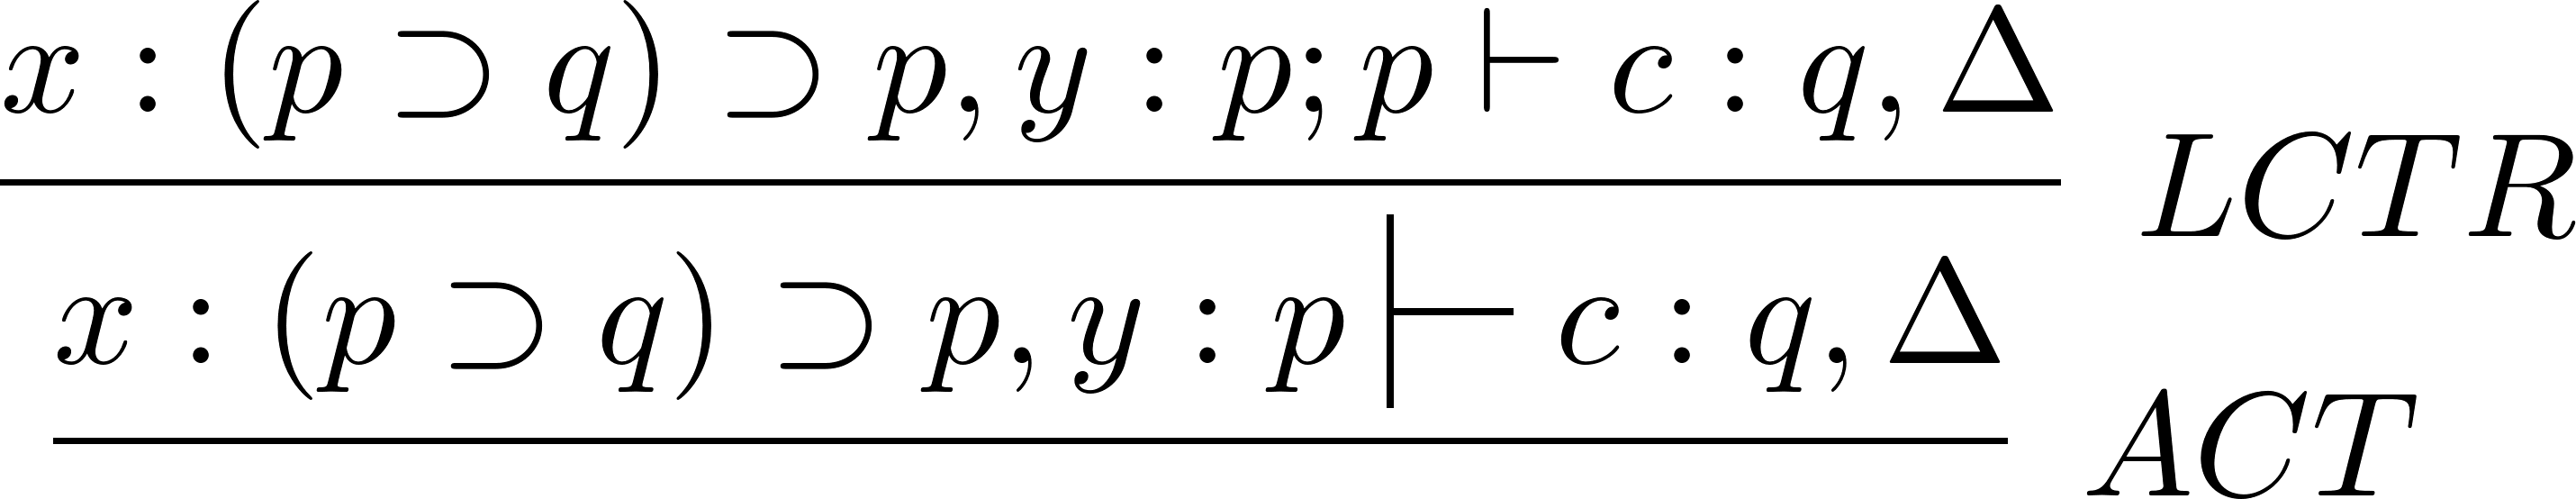 x : (p ⊃ q) ⊃ p, y : p; p ⊢ c : q, Δ
LCTR
x : (p ⊃ q) ⊃ p, y : p ⊢ c : q, Δ
ACT